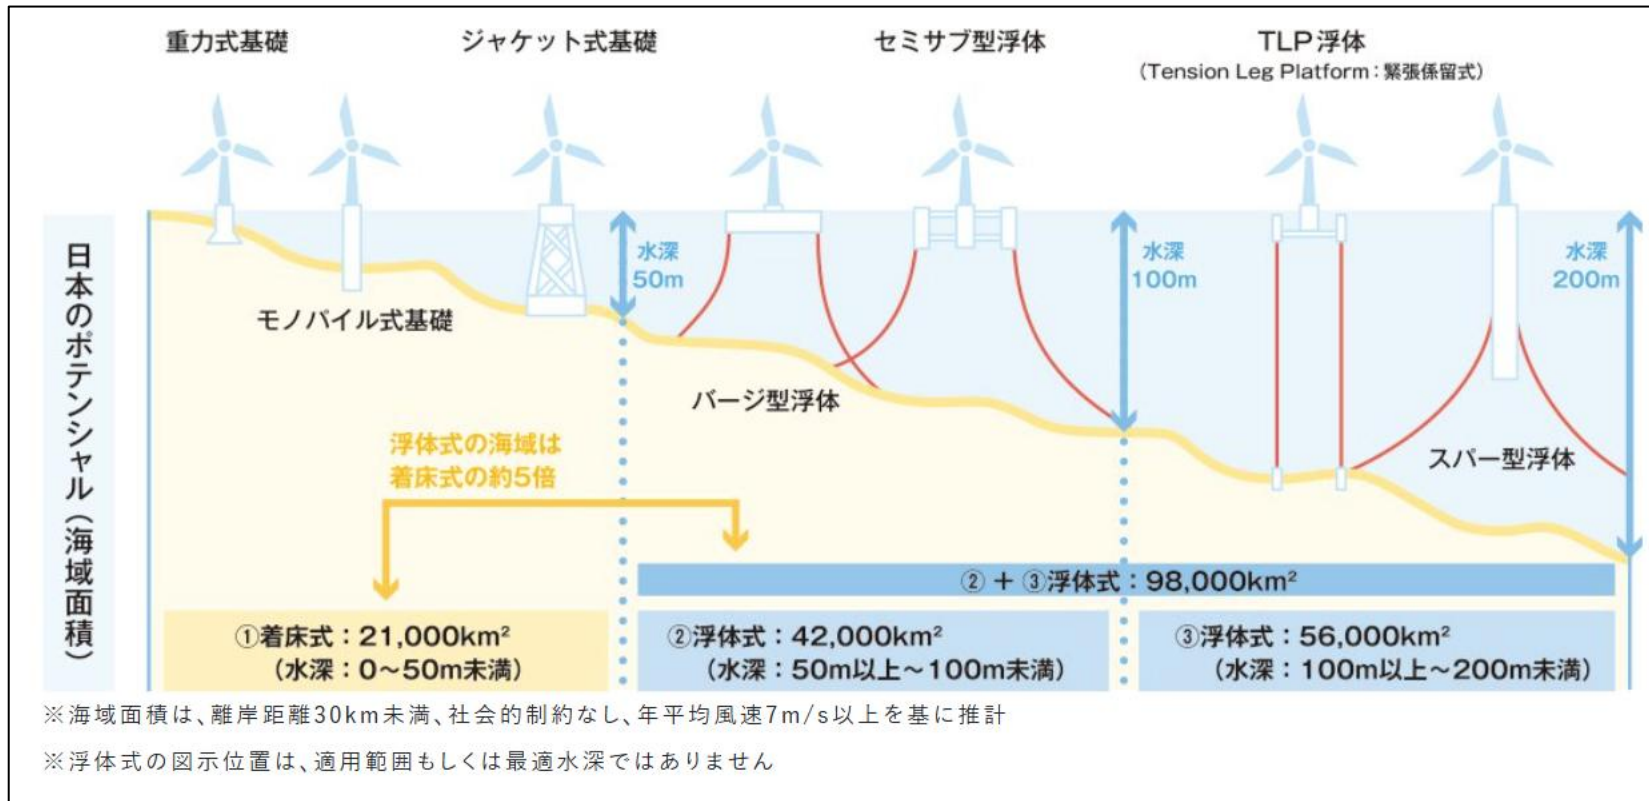 重力式基礎
ジャケット式基礎
セミサブ型浮体
TLP浮体
（Tension Leg Platform：緊張係留式）
日本のポテンシャル（海域面積）
水深
50m
水深
100m
水深
200m
モノパイル式基礎
バージ型浮体
スパー型浮体
浮体式の海域は
着床式の約5倍
②＋③浮体式：98,000km²
①着床式：21,000km²
（水深：0～50m未満）
②浮体式：42,000km²
（水深：50m以上～100m未満）
③浮体式：56,000km²
（水深：100m以上～200m未満）
※海域面積は、離岸距離30km未満、社会的制約なし、年平均風速7m/s以上を基に推計
※浮体式の図示位置は、適用範囲もしくは最適水深ではありません